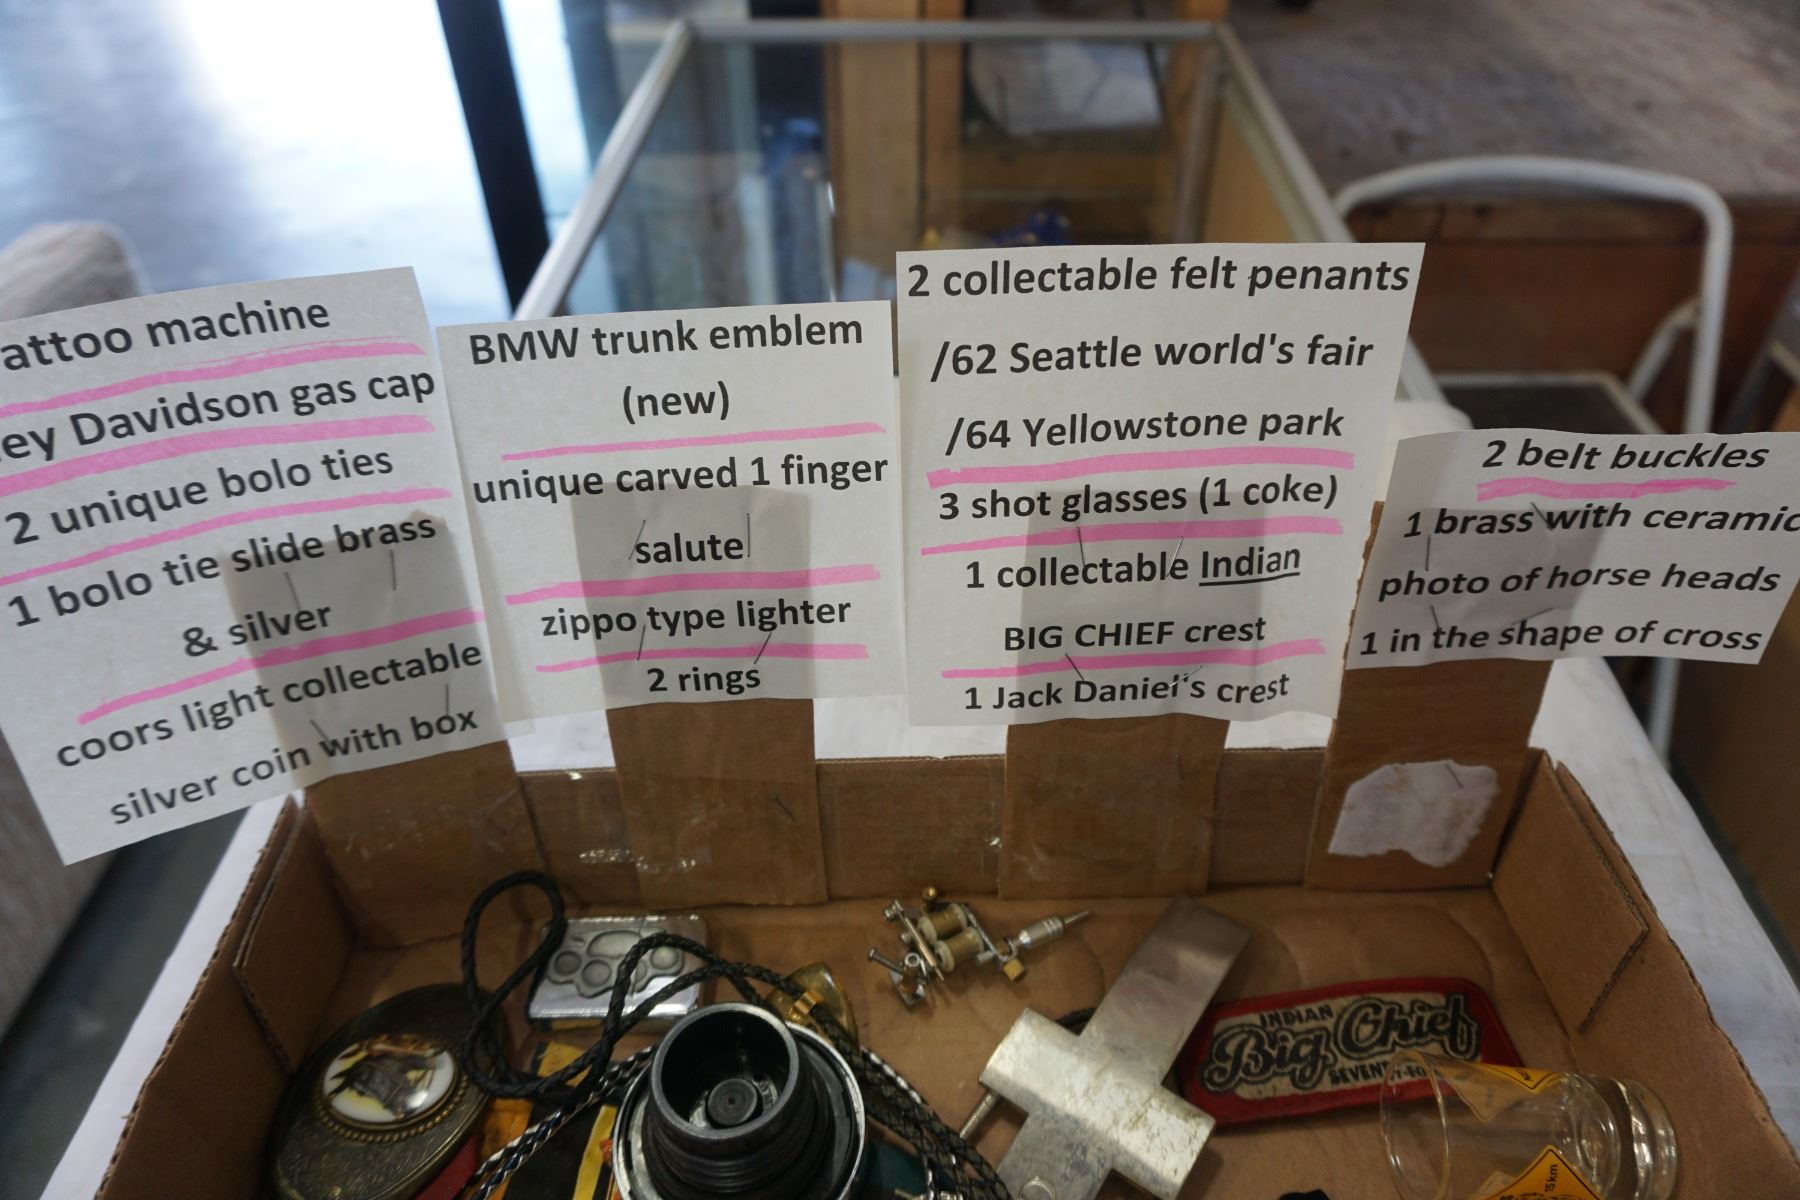 attoo machine
ey Davidson gas cap
2 unique bolo ties
1 bolo tie slide brass
& silver
coors light collectable
silver coin with box
BMW trunk emblem
(new)
unique carved 1 finger
salute
zippo type lighter
2 rings
2 collectable felt penants
/62 Seattle world's fair
/64 Yellowstone park
3 shot glasses (1 coke)
1 collectable Indian
BIG CHIEF crest
1 Jack Daniel's crest
2 belt buckles
1 brass with ceramic
photo of horse heads
1 in the shape of cross
INDIAN
Big Chief
15 km